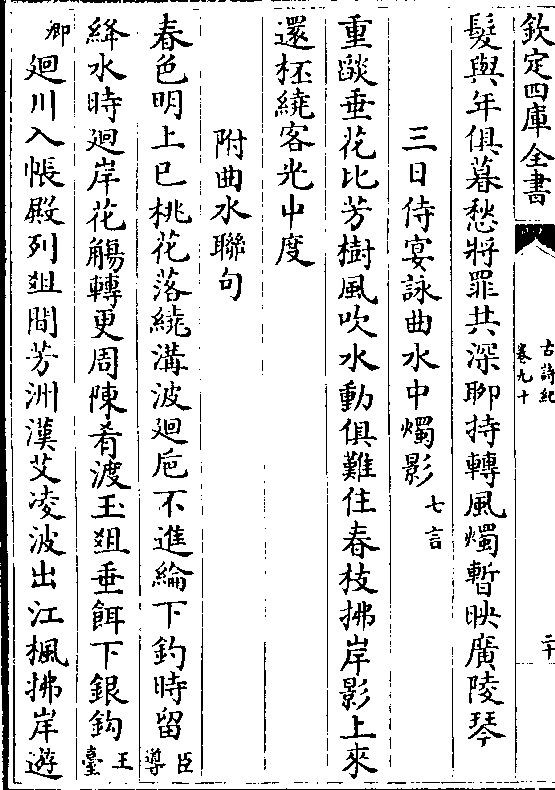 欽定四庫全書
古詩紀
卷九十
二十
髮與年俱暮愁將罪共深聊持轉風燭暫映廣陵琴
三日侍宴詠曲水中燭影 七言
重燄垂花比芳樹風吹水動俱難住春枝拂岸影上來
還杯繞客光中度
附曲水聯句
春色明上巳桃花落繞溝波迴卮不進綸下釣時留 臣導
絳水時迴岸花觴轉更周陳肴渡玉俎垂餌下銀鈎 王臺
卿 迴川入帳殿列俎間芳洲漢艾凌波出江楓拂岸遊